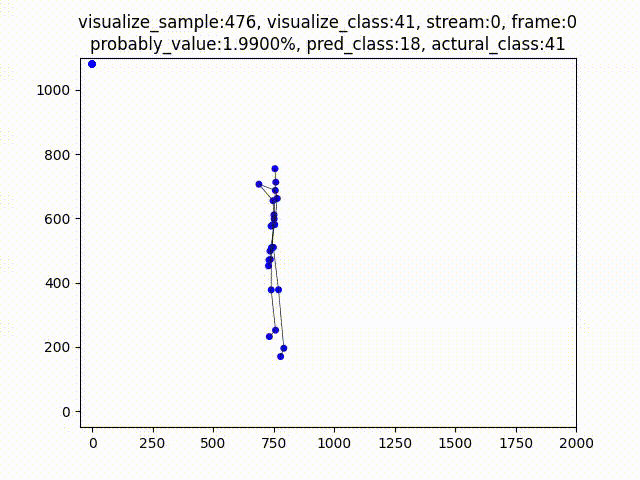 visualize_sample:476, visualize_class:41, stream:0, frame:0
probably_value:1.9900%, pred_class:18, actural_class:41
1000
800
600
400
200
0
0 250 500 750 1000 1250 1500 1750 2000